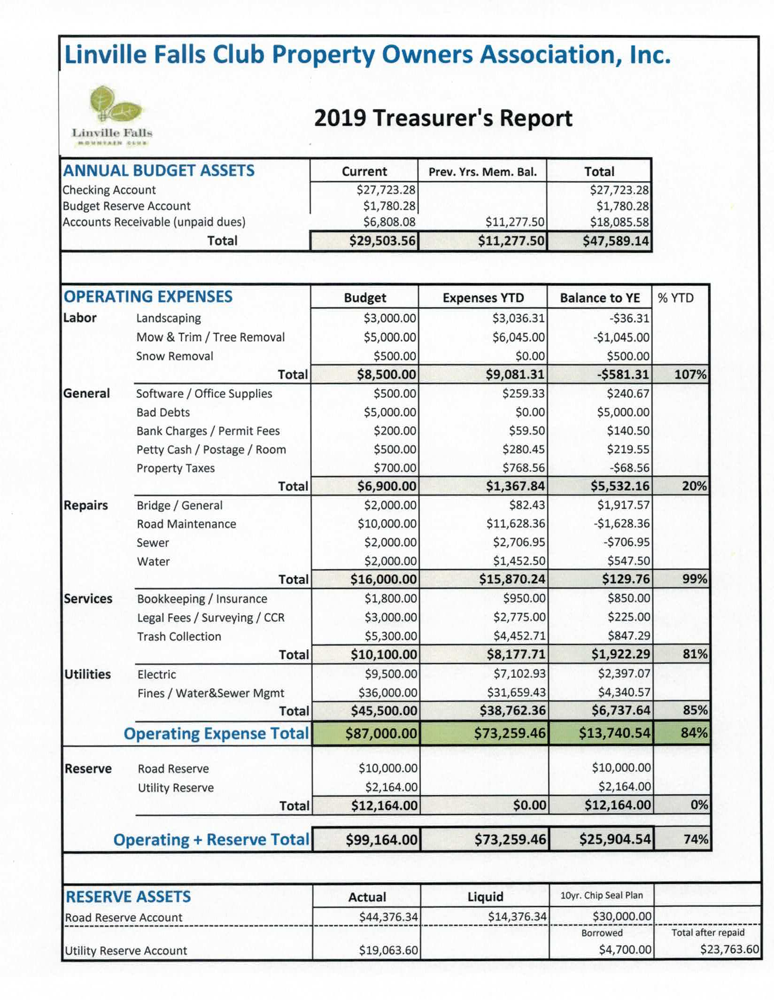 Linville Falls Club Property Owners Association, Inc.
Linville Falls
MOUNTAIN CLUB
2019 Treasurer's Report
ANNUAL BUDGET ASSETS Current Prev. Yrs. Mem. Bal. Total
Checking Account $27,723.28 $27,723.28
Budget Reserve Account $1,780.28 $1,780.28
Accounts Receivable (unpaid dues) $6,808.08 $11,277.50 $18,085.58
Total $29,503.56 $11,277.50 $47,589.14
OPERATING EXPENSES Budget Expenses YTD Balance to YE % YTD
Labor Landscaping $3,000.00 $3,036.31 -$36.31
Mow & Trim / Tree Removal $5,000.00 $6,045.00 -$1,045.00
Snow Removal $500.00 $0.00 $500.00
Total $8,500.00 $9,081.31 -$581.31 107%
General Software / Office Supplies $500.00 $259.33 $240.67
Bad Debts $5,000.00 $0.00 $5,000.00
Bank Charges / Permit Fees $200.00 $59.50 $140.50
Petty Cash / Postage / Room $500.00 $280.45 $219.55
Property Taxes $700.00 $768.56 -$68.56
Total $6,900.00 $1,367.84 $5,532.16 20%
Repairs Bridge / General $2,000.00 $82.43 $1,917.57
Road Maintenance $10,000.00 $11,628.36 -$1,628.36
Sewer $2,000.00 $2,706.95 -$706.95
Water $2,000.00 $1,452.50 $547.50
Total $16,000.00 $15,870.24 $129.76 99%
Services Bookkeeping / Insurance $1,800.00 $950.00 $850.00
Legal Fees / Surveying / CCR $3,000.00 $2,775.00 $225.00
Trash Collection $5,300.00 $4,452.71 $847.29
Total $10,100.00 $8,177.71 $1,922.29 81%
Utilities Electric $9,500.00 $7,102.93 $2,397.07
Fines / Water&Sewer Mgmt $36,000.00 $31,659.43 $4,340.57
Total $45,500.00 $38,762.36 $6,737.64 85%
Operating Expense Total $87,000.00 $73,259.46 $13,740.54 84%
Reserve Road Reserve $10,000.00 $10,000.00
Utility Reserve $2,164.00 $2,164.00
Total $12,164.00 $0.00 $12,164.00 0%
Operating + Reserve Total $99,164.00 $73,259.46 $25,904.54 74%
RESERVE ASSETS Actual Liquid 10yr. Chip Seal Plan
Road Reserve Account $44,376.34 $14,376.34 $30,000.00
Borrowed Total after repaid
Utility Reserve Account $19,063.60 $4,700.00 $23,763.60